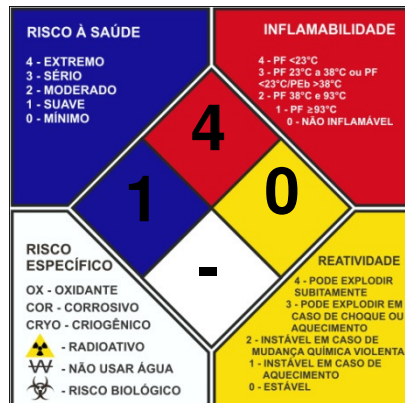 RISCO À SAÚDE
4 - EXTREMO
3 - SÉRIO
2 - MODERADO
1 - SUAVE
0 - MÍNIMO
INFLAMABILIDADE
4 - PF <23°C
3 - PF 23°C a 38°C ou PF
<23°C/PEb >38°C
2 - PF 38°C e 93°C
1 - PF ≥93°C
0 - NÃO INFLAMÁVEL
4
1
0
-
RISCO
ESPECÍFICO
OX - OXIDANTE
COR - CORROSIVO
CRYO - CRIOGÊNICO
- RADIOATIVO
W - NÃO USAR ÁGUA
- RISCO BIOLÓGICO
REATIVIDADE
4 - PODE EXPLODIR
SUBITAMENTE
3 - PODE EXPLODIR EM
CASO DE CHOQUE OU
AQUECIMENTO
2 - INSTÁVEL EM CASO DE
MUDANÇA QUÍMICA VIOLENTA
1 - INSTÁVEL EM CASO DE
AQUECIMENTO
0 - ESTÁVEL